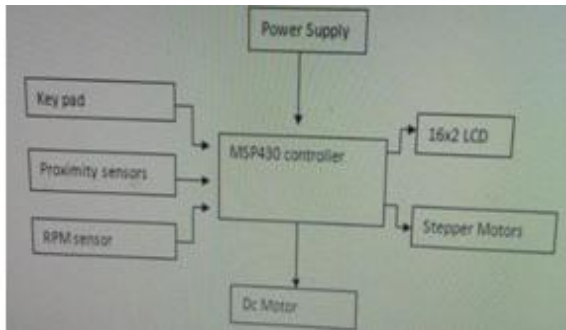 Power Supply
Key pad
MSP430 controller
16x2 LCD
Proximity sensors
RPM sensor
Stepper Motors
Dc Motor